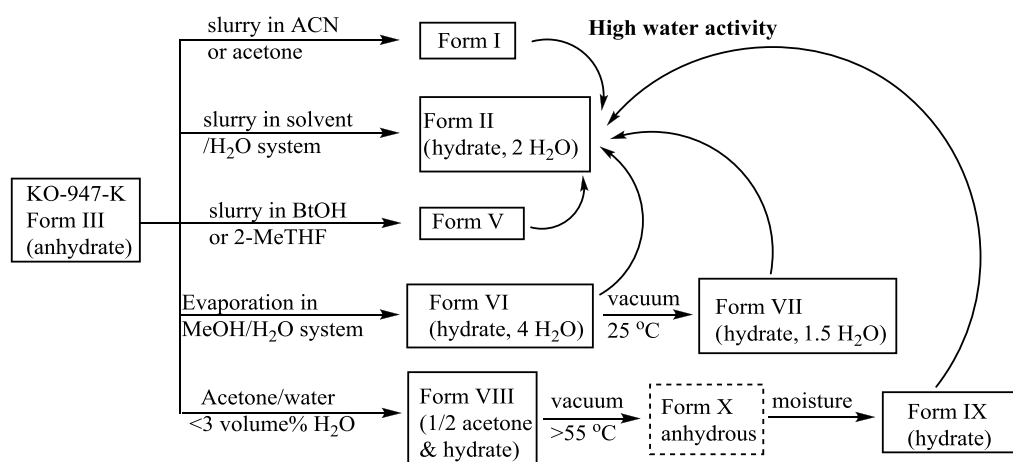 slurry in ACN
or acetone
Form I
High water activity
slurry in solvent
/H2O system
Form II
(hydrate, 2 H2O)
KO-947-K
Form III
(anhydrate)
slurry in BtOH
or 2-MeTHF
Form V
Evaporation in
MeOH/H2O system
Form VI
(hydrate, 4 H2O)
vacuum
25 °C
Form VII
(hydrate, 1.5 H2O)
Acetone/water
<3 volume% H2O
Form VIII
(1/2 acetone
& hydrate)
vacuum
>55 °C
Form X
anhydrous
moisture
Form IX
(hydrate)